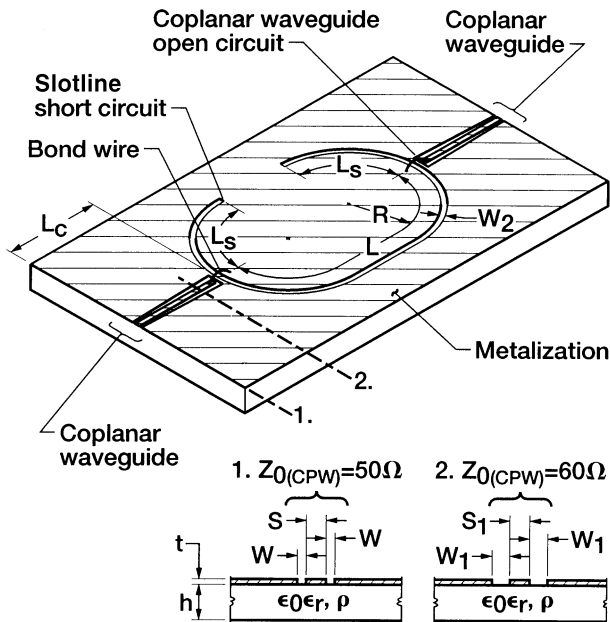 Coplanar waveguide
open circuit
Coplanar
waveguide
Slotline
short circuit
Bond wire
LS
LC
R
W2
LS
L
Metalization
2.
1.
Coplanar
waveguide
1. Z0(CPW)=50Ω
2. Z0(CPW)=60Ω
S
S1
W
W
W1
W1
t
h
ϵ0ϵr, ρ
ϵ0ϵr, ρ